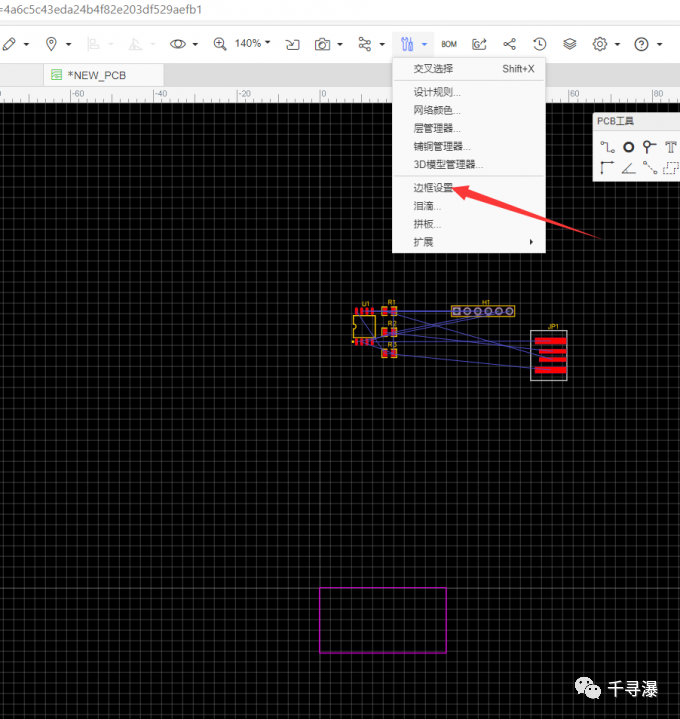 =4a6c5c43eda24b4f82e203df529aefb1
140%
BOM
*NEW_PCB
-60
-40
-20
0
60
80
交叉选择 Shift+X
设计规则...
网络颜色...
层管理器...
铺铜管理器...
3D模型管理器...
边框设置
泪滴...
拼板...
扩展
PCB工具
U1
R1
H1
R2
JP1
R3
千寻瀑